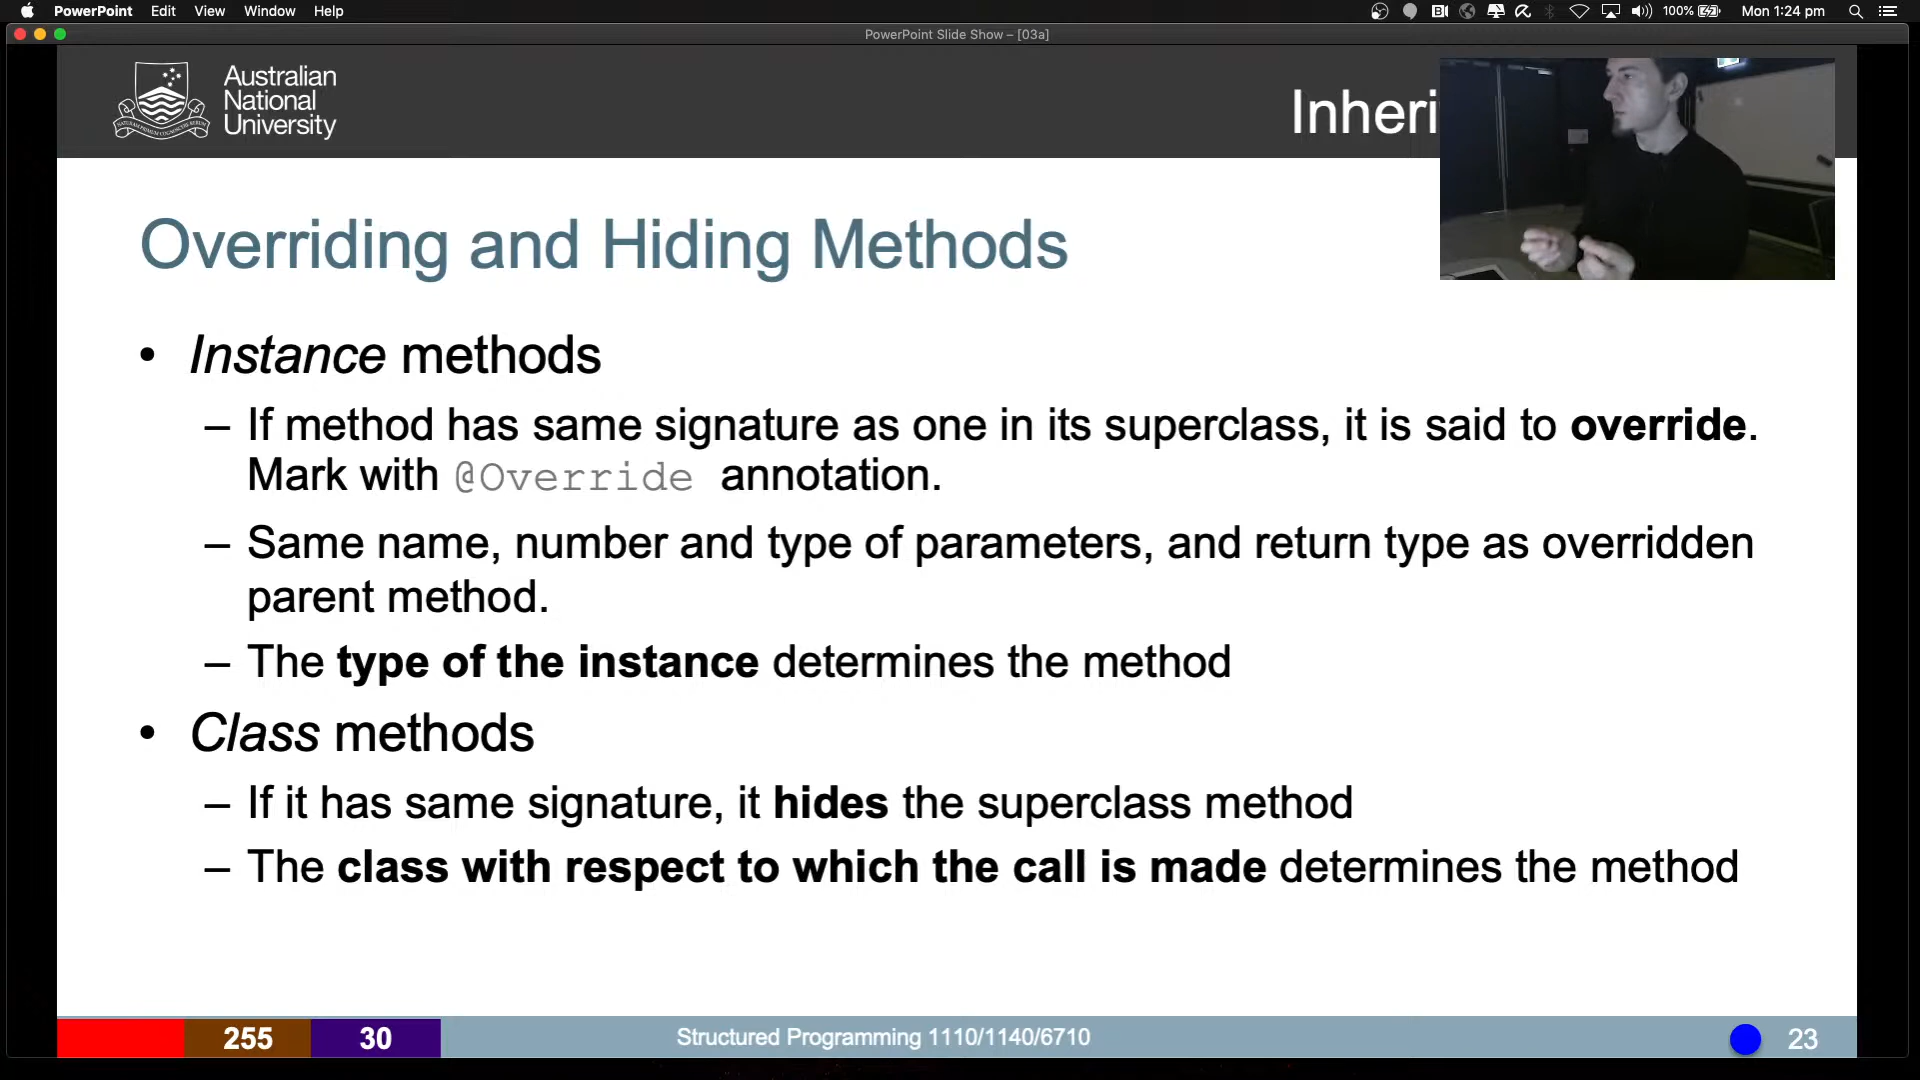 PowerPoint Edit View Window Help 100% Mon 1:24 pm
PowerPoint Slide Show – [03a]
Australian
National
University
Inheri
Overriding and Hiding Methods
• Instance methods
– If method has same signature as one in its superclass, it is said to override.
Mark with @Override annotation.
– Same name, number and type of parameters, and return type as overridden
parent method.
– The type of the instance determines the method
• Class methods
– If it has same signature, it hides the superclass method
– The class with respect to which the call is made determines the method
255 30 Structured Programming 1110/1140/6710 23